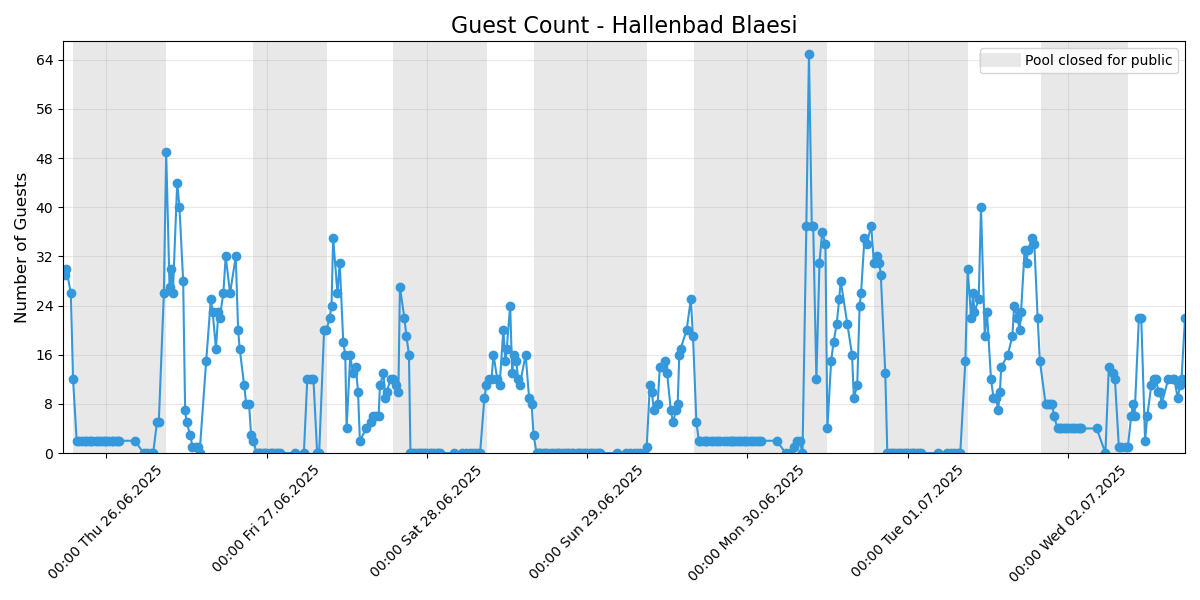 Guest Count - Hallenbad Blaesi
Pool closed for public
Number of Guests
64
56
48
40
32
24
16
8
0
00:00 Thu 26.06.2025
00:00 Fri 27.06.2025
00:00 Sat 28.06.2025
00:00 Sun 29.06.2025
00:00 Mon 30.06.2025
00:00 Tue 01.07.2025
00:00 Wed 02.07.2025